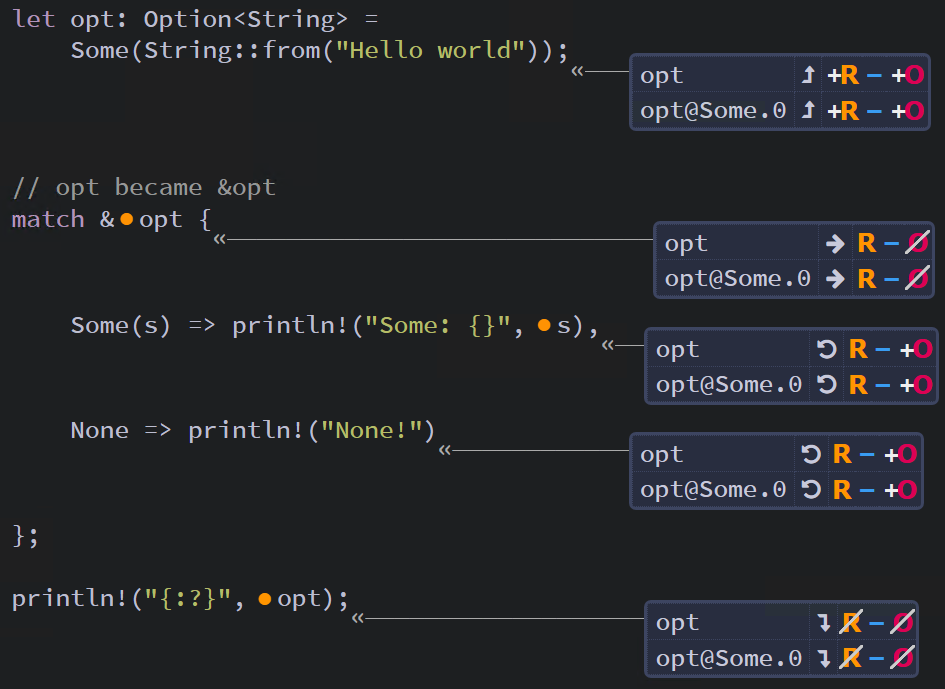 let opt: Option<String> =
    Some(String::from("Hello world"));
« opt ↥ +R – +O
opt@Some.0 ↥ +R – +O
// opt became &opt
match &●opt {
« opt → R – O
opt@Some.0 → R – O
    Some(s) => println!("Some: {}", ●s),
« opt ↺ R – +O
opt@Some.0 ↺ R – +O
    None => println!("None!")
« opt ↺ R – +O
opt@Some.0 ↺ R – +O
};
println!("{:?}", ●opt);
« opt ↴ R – O
opt@Some.0 ↴ R – O